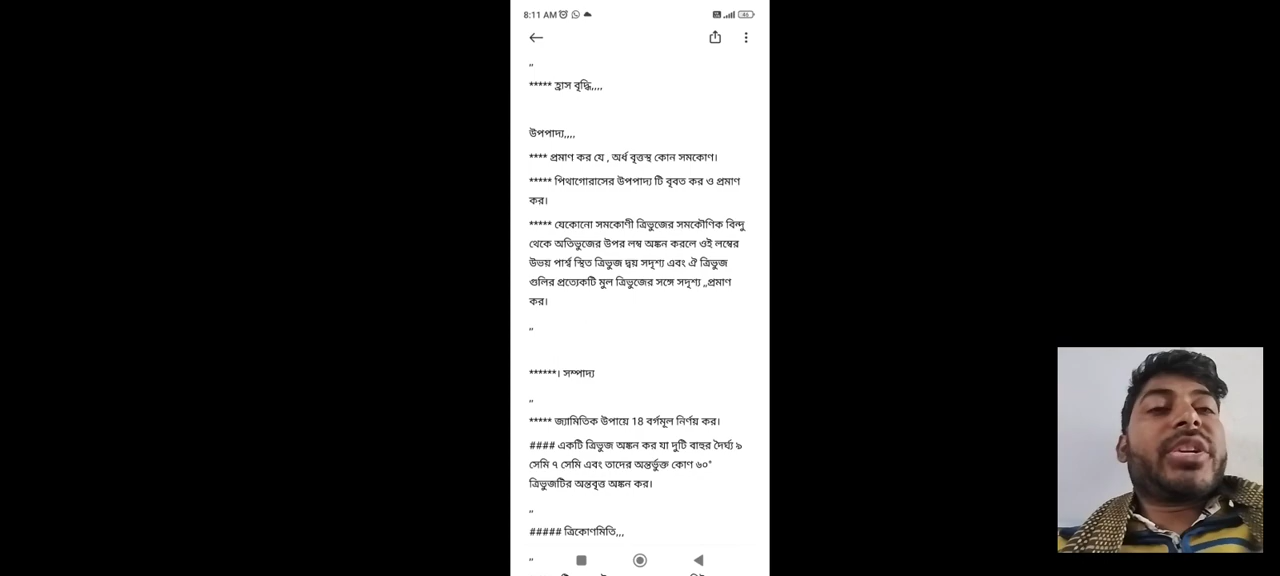 8:11 AM
46
,,
***** হ্রাস বৃদ্ধি,,,,
উপপাদ্য,,,,
**** প্রমাণ কর যে , অর্ধ বৃত্তস্থ কোন সমকোণ।
***** পিথাগোরাসের উপপাদ্য টি বৃবত কর ও প্রমাণ
কর।
***** যেকোনো সমকোণী ত্রিভুজের সমকৌণিক বিন্দু
থেকে অতিভুজের উপর লম্ব অঙ্কন করলে ওই লম্বের
উভয় পার্শ্ব স্থিত ত্রিভুজ দ্বয় সদৃশ্য এবং ঐ ত্রিভুজ
গুলির প্রত্যেকটি মুল ত্রিভুজের সঙ্গে সদৃশ্য ,,প্রমাণ
কর।
,,
******। সম্পাদ্য
,,
***** জ্যামিতিক উপায়ে 18 বর্গমূল নির্ণয় কর।
#### একটি ত্রিভুজ অঙ্কন কর যা দুটি বাহুর দৈর্ঘ্য ৯
সেমি ৭ সেমি এবং তাদের অন্তর্ভুক্ত কোণ ৬০°
ত্রিভুজটির অন্তবৃত্ত অঙ্কন কর।
,,
##### ত্রিকোণমিতি,,,
,,